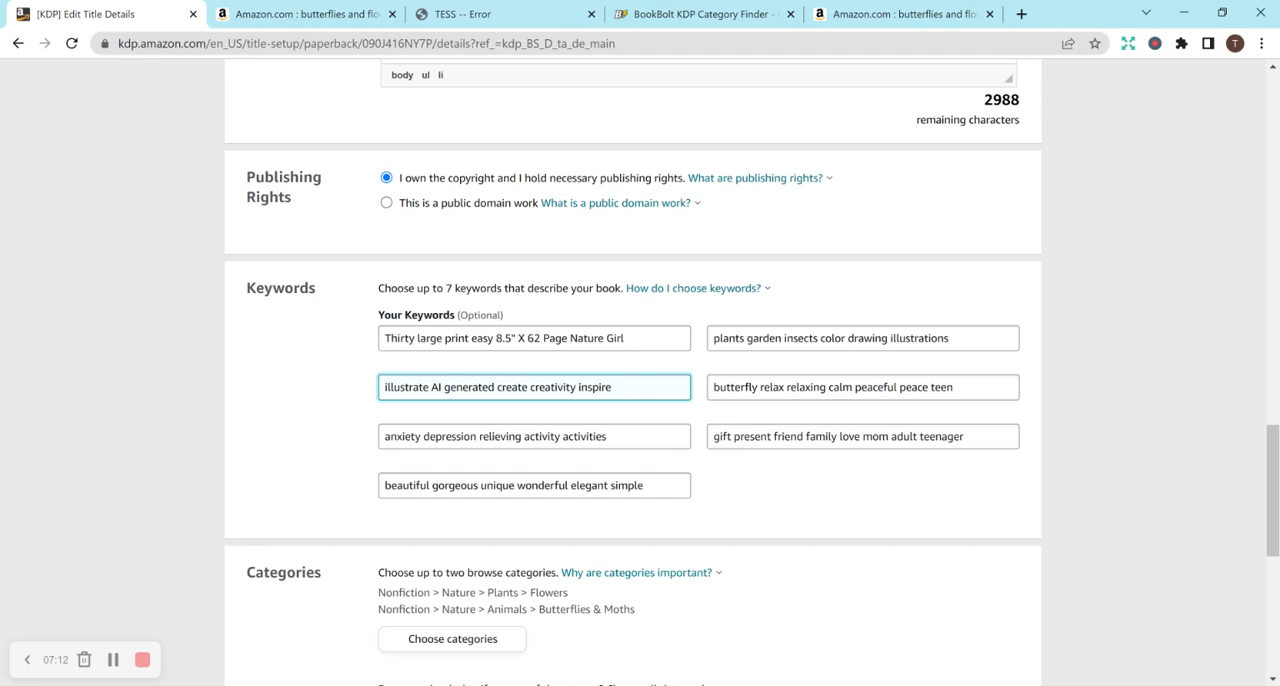 [KDP] Edit Title Details
Amazon.com : butterflies and flo
TESS -- Error
BookBolt KDP Category Finder -
Amazon.com : butterflies and flo
kdp.amazon.com/en_US/title-setup/paperback/090J416NY7P/details?ref_=kdp_BS_D_ta_de_main
T
body ul li
2988
remaining characters
Publishing Rights
I own the copyright and I hold necessary publishing rights. What are publishing rights?
This is a public domain work What is a public domain work?
Keywords
Choose up to 7 keywords that describe your book. How do I choose keywords?
Your Keywords (Optional)
Thirty large print easy 8.5" X 62 Page Nature Girl
plants garden insects color drawing illustrations
illustrate AI generated create creativity inspire
butterfly relax relaxing calm peaceful peace teen
anxiety depression relieving activity activities
gift present friend family love mom adult teenager
beautiful gorgeous unique wonderful elegant simple
Categories
Choose up to two browse categories. Why are categories important?
Nonfiction > Nature > Plants > Flowers
Nonfiction > Nature > Animals > Butterflies & Moths
Choose categories
07:12